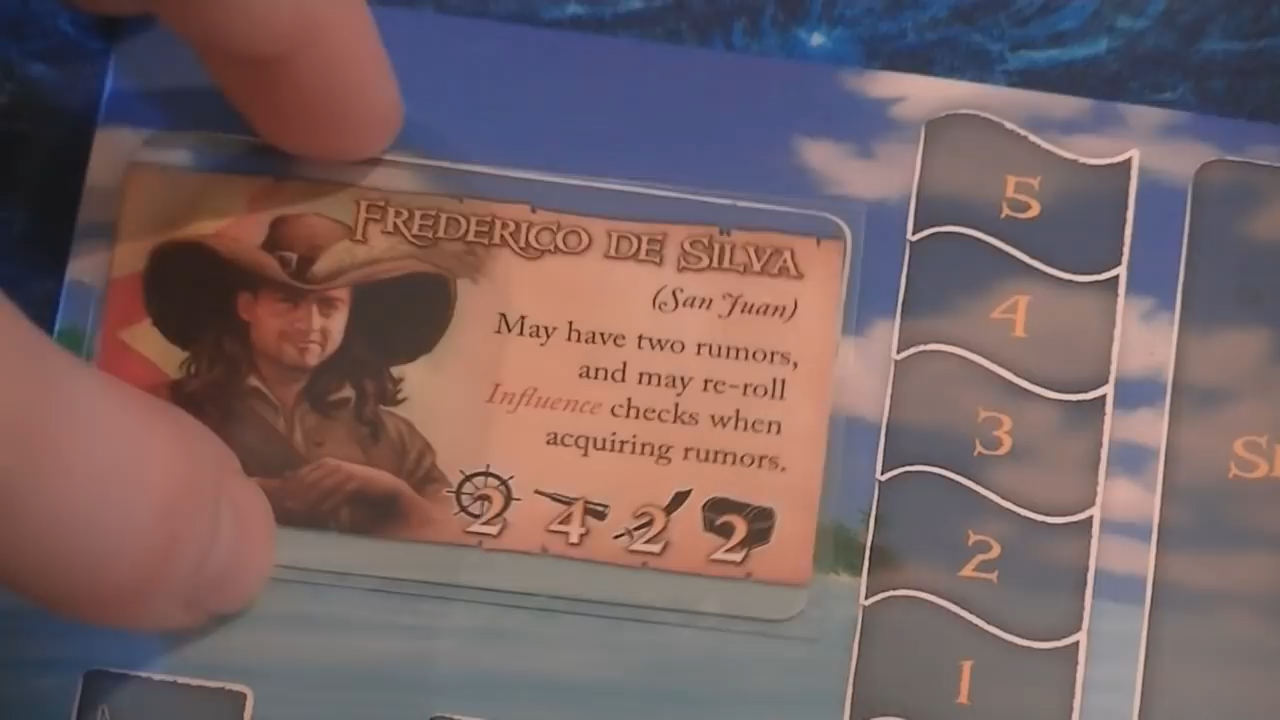 FREDERICO DE SILVA
(San Juan)
May have two rumors,
and may re-roll
Influence checks when
acquiring rumors.
2 4 2 2
5
4
3
2
1